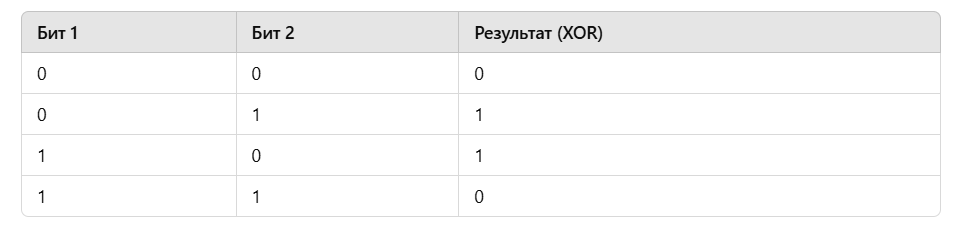 Бит 1 Бит 2 Результат (XOR)
0 0 0
0 1 1
1 0 1
1 1 0